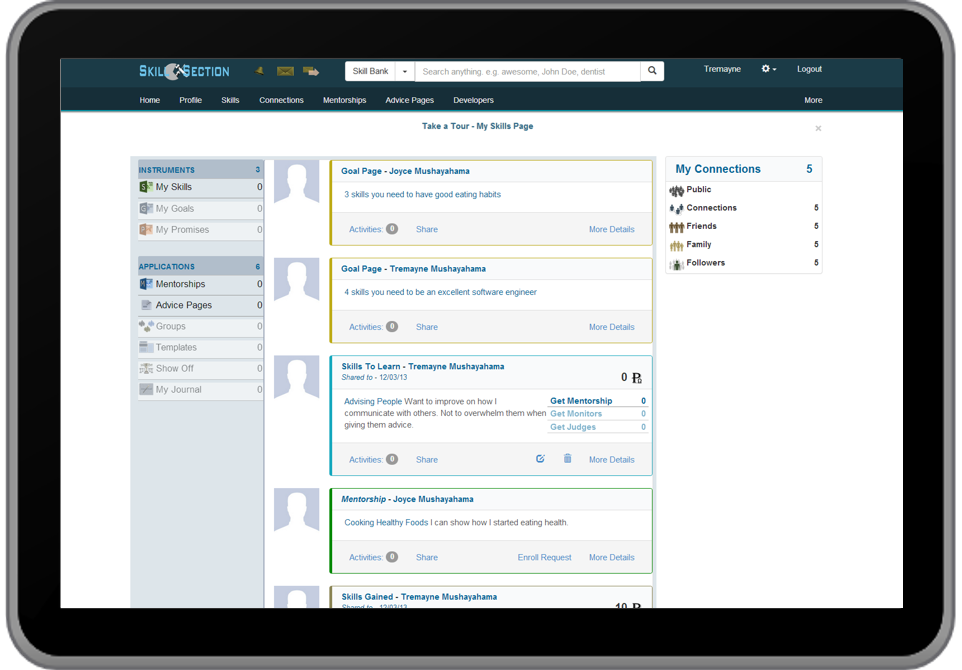 SKILL SECTION
Skill Bank
Search anything. e.g. awesome, John Doe, dentist
Tremayne
Logout
Home
Profile
Skills
Connections
Mentorships
Advice Pages
Developers
More
Take a Tour - My Skills Page
×
INSTRUMENTS 3
My Skills 0
My Goals 0
My Promises 0
APPLICATIONS 6
Mentorships 0
Advice Pages 0
Groups 0
Templates 0
Show Off 0
My Journal 0
Goal Page - Joyce Mushayahama
3 skills you need to have good eating habits
Activities: 0 Share More Details
Goal Page - Tremayne Mushayahama
4 skills you need to be an excellent software engineer
Activities: 0 Share More Details
Skills To Learn - Tremayne Mushayahama
Shared to - 12/03/13
0
Advising People Want to improve on how I
communicate with others. Not to overwhelm them when
giving them advice.
Get Mentorship 0
Get Monitors 0
Get Judges 0
Activities: 0 Share More Details
Mentorship - Joyce Mushayahama
Cooking Healthy Foods I can show how I started eating health.
Activities: 0 Share Enroll Request More Details
Skills Gained - Tremayne Mushayahama
Shared to - 12/03/13
10
My Connections 5
Public
Connections 5
Friends 5
Family 5
Followers 5